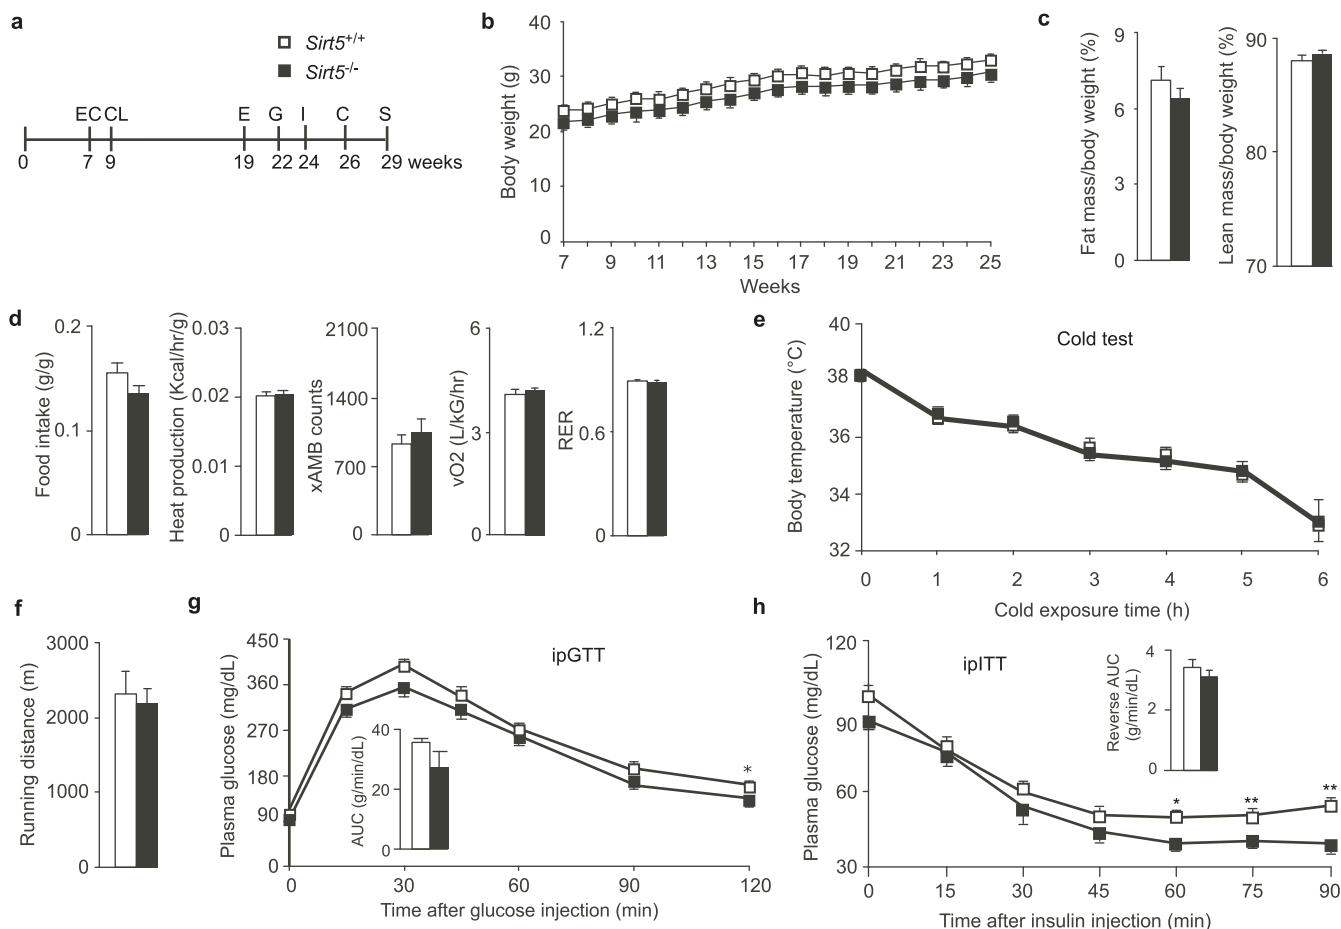 a
Sirt5+/+
Sirt5-/-
EC CL E G I C S
0 7 9 19 22 24 26 29 weeks
b
Body weight (g)
40
30
20
10
0
7 9 11 13 15 17 19 21 23 25
Weeks
c
Fat mass/body weight (%)
9
6
3
0
Lean mass/body weight (%)
90
80
70
d
Food intake (g/g)
0.2
0.1
0
Heat production (Kcal/hr/g)
0.03
0.02
0.01
0
xAMB counts
2100
1400
700
0
vO2 (L/kG/hr)
6
3
0
RER
1.2
0.6
0
e
Cold test
Body temperature (°C)
40
38
36
34
32
0 1 2 3 4 5 6
Cold exposure time (h)
f
Running distance (m)
3000
2000
1000
0
g
ipGTT
Plasma glucose (mg/dL)
450
360
270
180
90
0
*
AUC (g/min/dL)
40
20
0
0 30 60 90 120
Time after glucose injection (min)
h
ipITT
Plasma glucose (mg/dL)
120
90
60
30
Reverse AUC
(g/min/dL)
4
2
0
* ** **
0 15 30 45 60 75 90
Time after insulin injection (min)